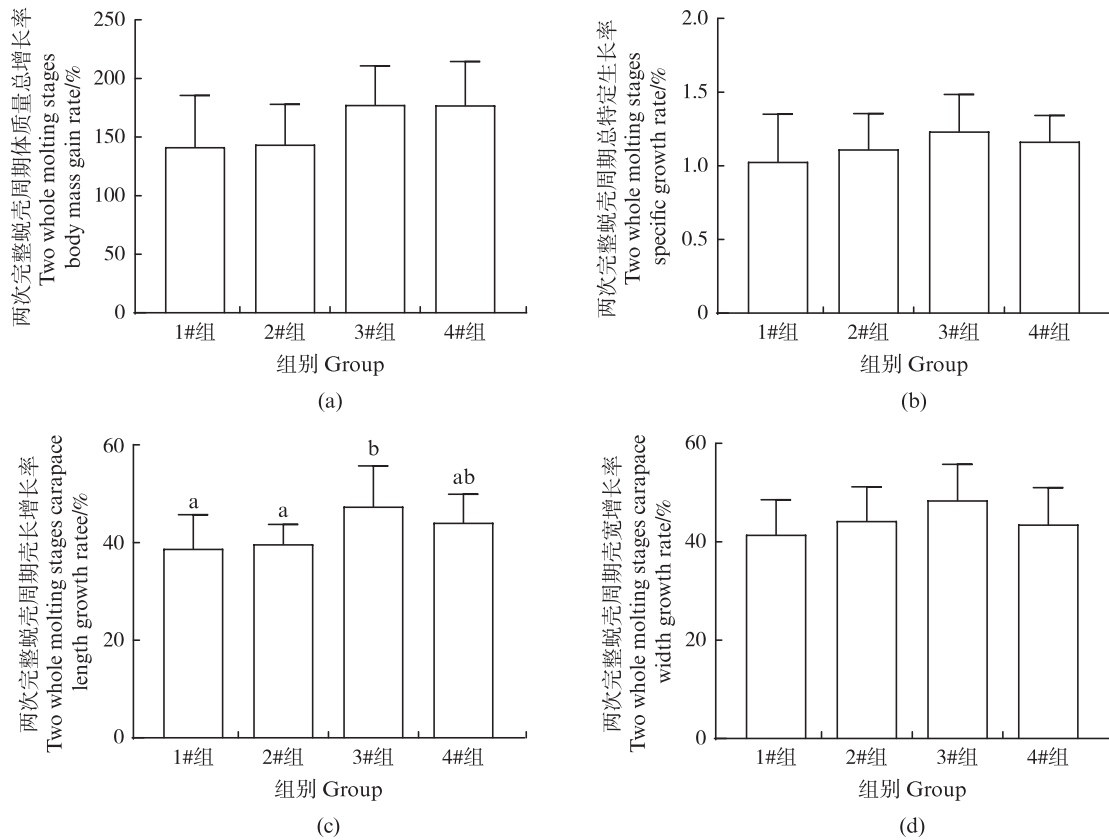 两次完整蜕壳周期体质量总增长率
Two whole molting stages
body mass gain rate/%
250
200
150
100
50
0
1#组 2#组 3#组 4#组
组别 Group
(a)
两次完整蜕壳周期总特定生长率
Two whole molting stages
specific growth rate/%
2.0
1.5
1.0
0.5
0
1#组 2#组 3#组 4#组
组别 Group
(b)
两次完整蜕壳周期壳长增长率
Two whole molting stages carapace
length growth ratee/%
60
40
20
0
a a b ab
1#组 2#组 3#组 4#组
组别 Group
(c)
两次完整蜕壳周期壳宽增长率
Two whole molting stages carapace
width growth rate/%
60
40
20
0
1#组 2#组 3#组 4#组
组别 Group
(d)